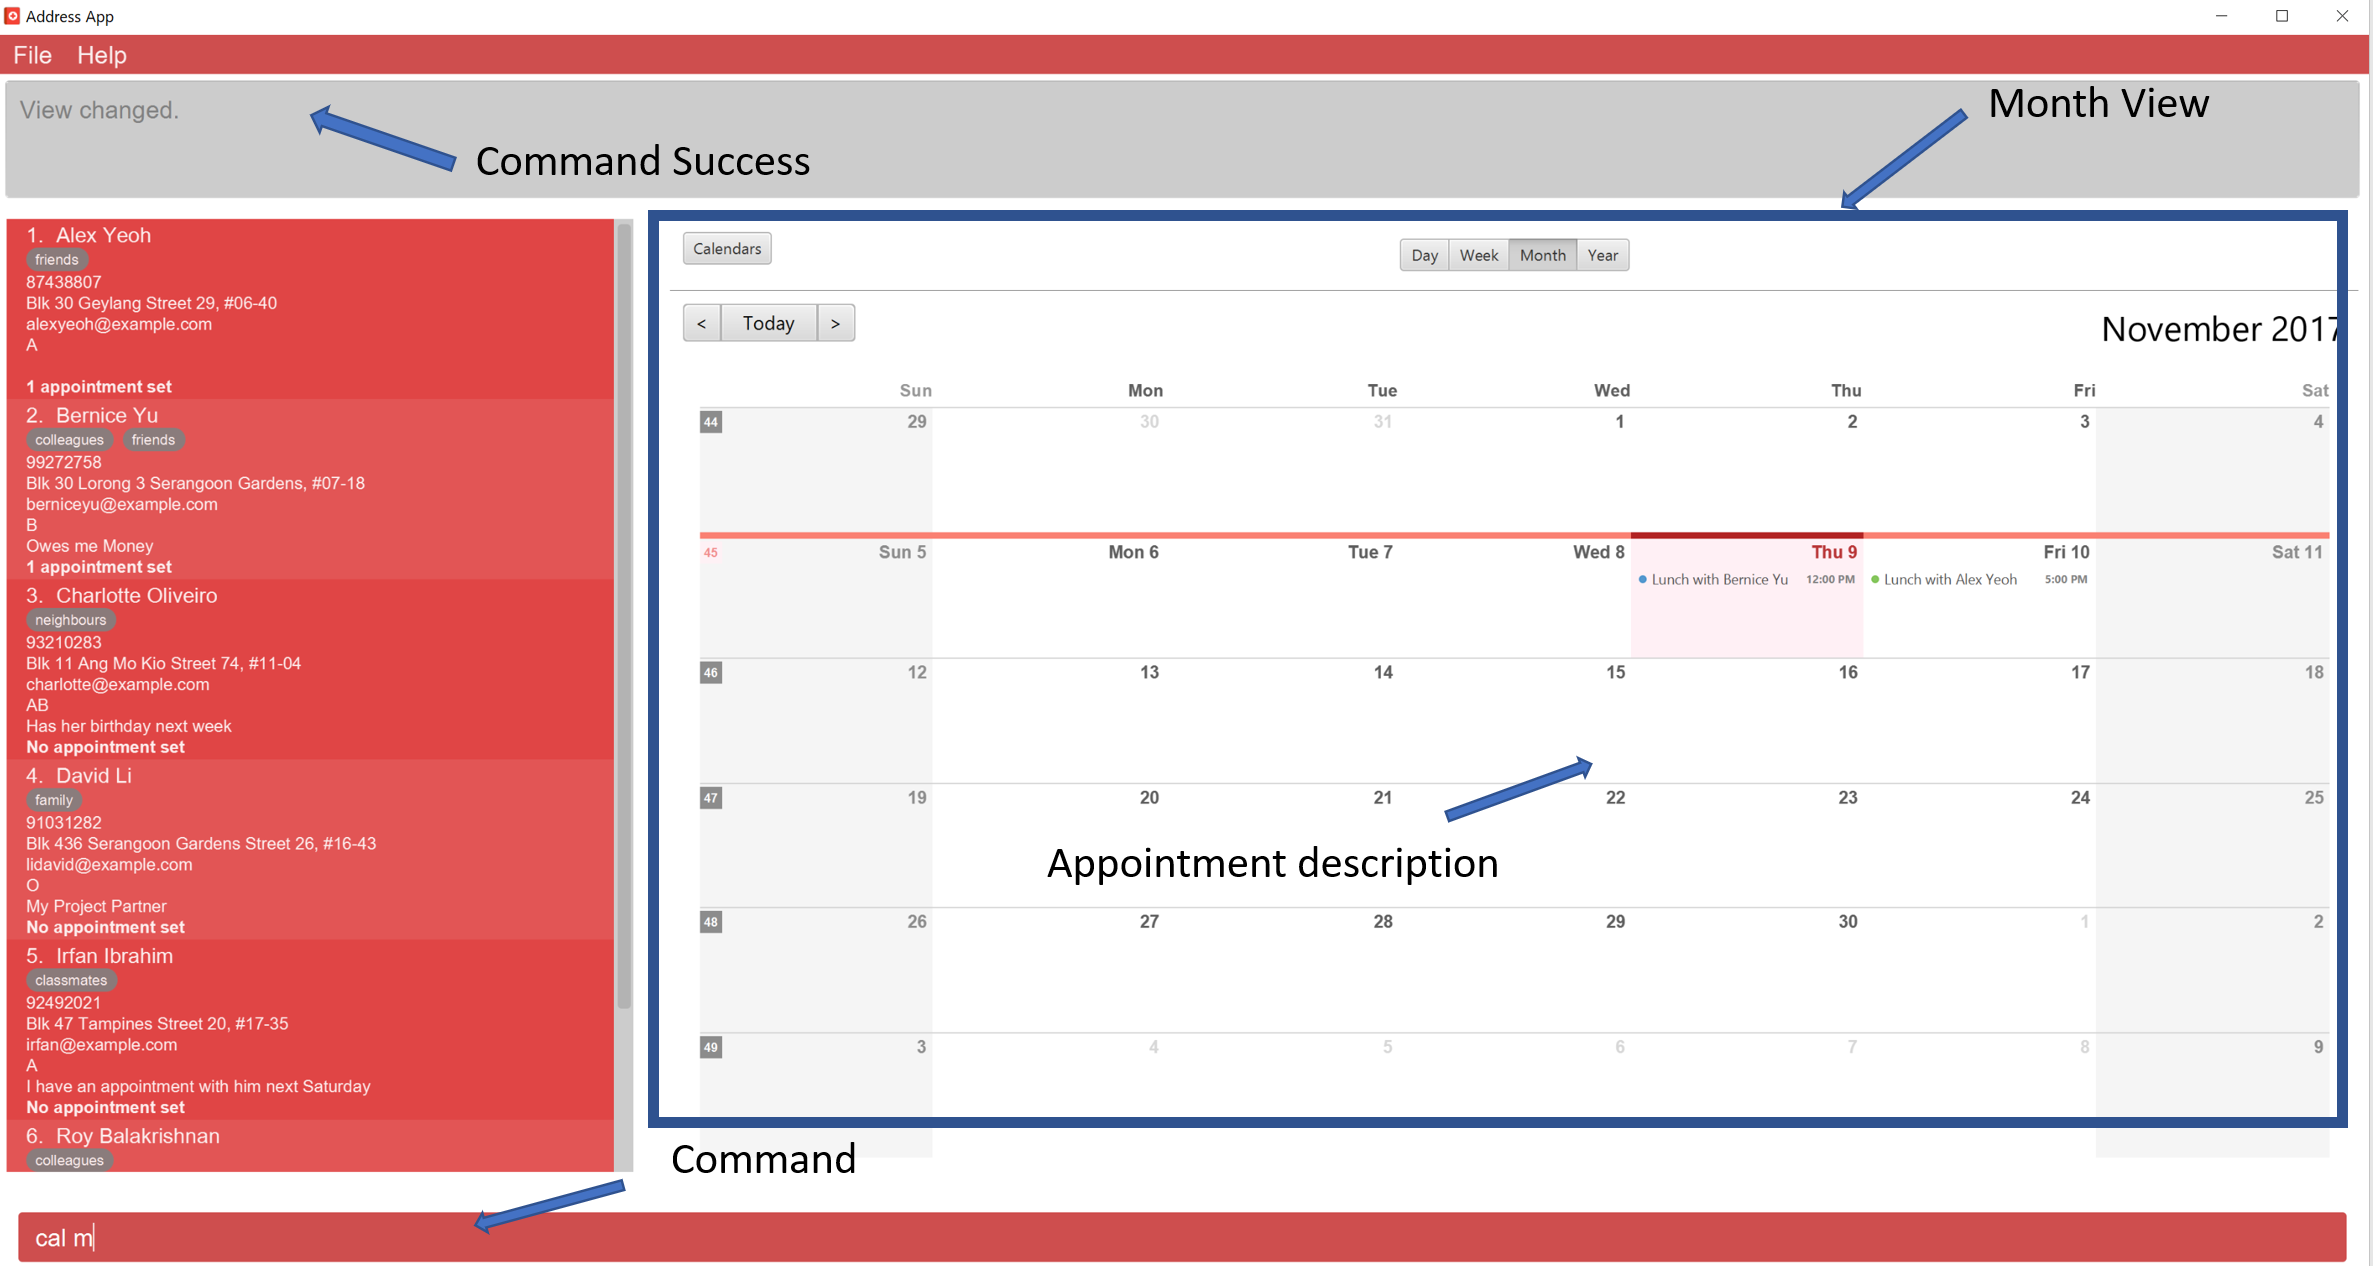 Address App
File Help
View changed.
Command Success
Month View
1. Alex Yeoh
friends
87438807
Blk 30 Geylang Street 29, #06-40
alexyeoh@example.com
A
1 appointment set
2. Bernice Yu
colleagues friends
99272758
Blk 30 Lorong 3 Serangoon Gardens, #07-18
berniceyu@example.com
B
Owes me Money
1 appointment set
3. Charlotte Oliveiro
neighbours
93210283
Blk 11 Ang Mo Kio Street 74, #11-04
charlotte@example.com
AB
Has her birthday next week
No appointment set
4. David Li
family
91031282
Blk 436 Serangoon Gardens Street 26, #16-43
lidavid@example.com
O
My Project Partner
No appointment set
5. Irfan Ibrahim
classmates
92492021
Blk 47 Tampines Street 20, #17-35
irfan@example.com
A
I have an appointment with him next Saturday
No appointment set
6. Roy Balakrishnan
colleagues
Calendars
Day Week Month Year
< Today >
November 2017
Sun Mon Tue Wed Thu Fri Sat
44 29 30 31 1 2 3 4
45 Sun 5 Mon 6 Tue 7 Wed 8 Thu 9 Fri 10 Sat 11
Lunch with Bernice Yu 12:00 PM Lunch with Alex Yeoh 5:00 PM
46 12 13 14 15 16 17 18
47 19 20 21 22 23 24 25
Appointment description
48 26 27 28 29 30 1 2
49 3 4 5 6 7 8 9
Command
cal m